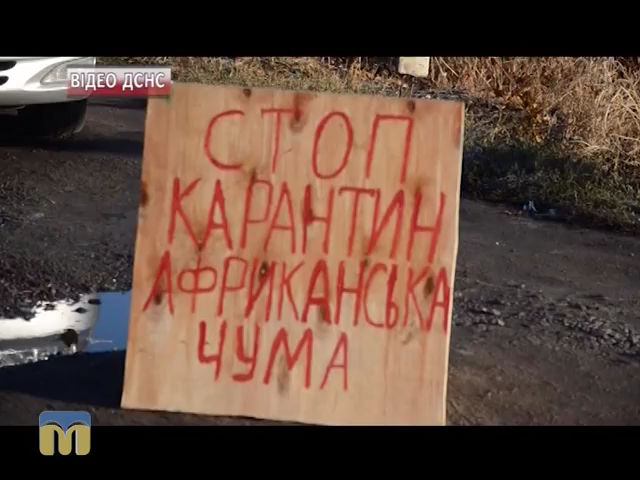 ВІДЕО ДСНС
СТОП
КАРАНТИН
АФРИКАНСЬКА
ЧУМА
М